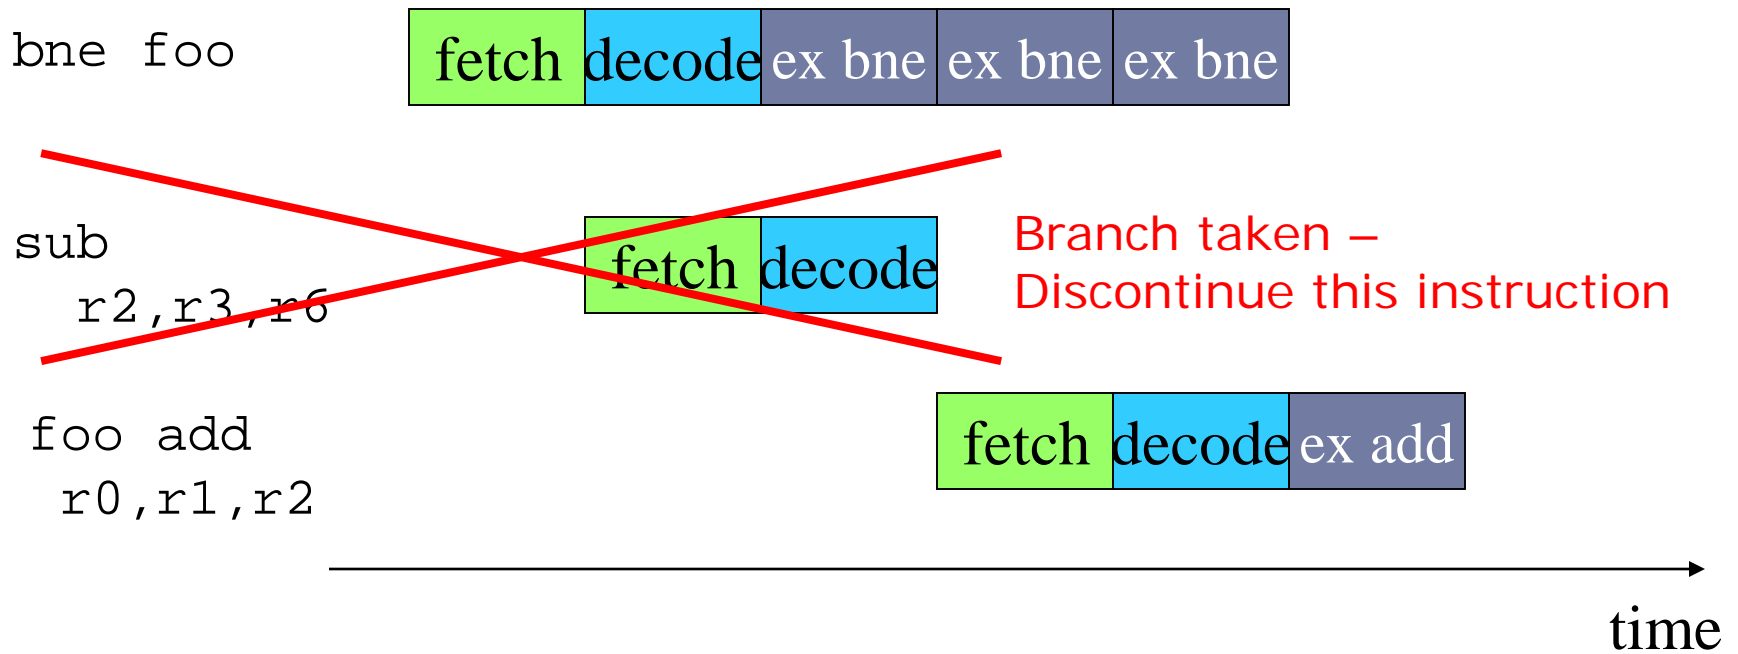 bne foo
fetch decode ex bne ex bne ex bne
sub
r2,r3,r6
fetch decode
Branch taken –
Discontinue this instruction
foo add
r0,r1,r2
fetch decode ex add
time